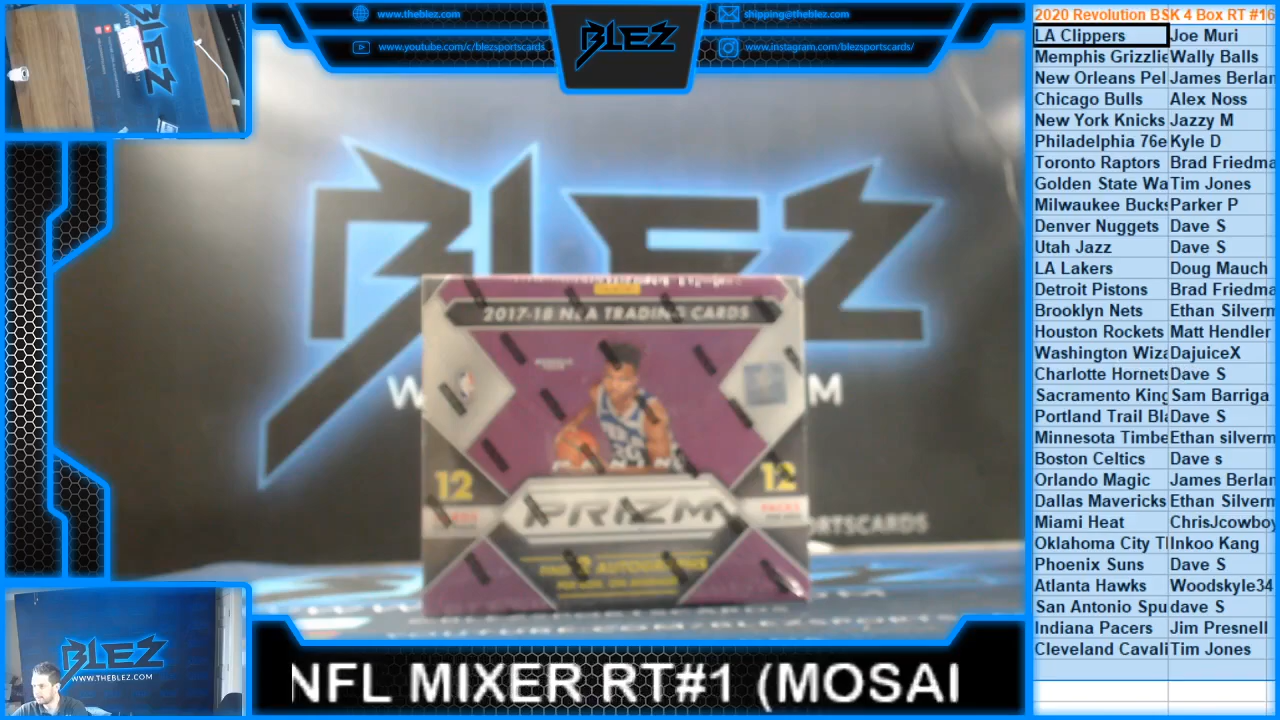 www.theblez.com
BLEZ
shipping@theblez.com
www.youtube.com/c/blezsportscards
www.instagram.com/blezsportscards/
BLEZ
BLEZ
W
M
2017-18 NBA TRADING CARDS
12
12
PACKS
PRIZM
AUTOGRAPHS
BLEZ
WWW.THEBLEZ.COM
NFL MIXER RT#1 (MOSAI
2020 Revolution BSK 4 Box RT #16
LA Clippers Joe Muri
Memphis Grizzlie Wally Balls
New Orleans Pel James Berlan
Chicago Bulls Alex Noss
New York Knicks Jazzy M
Philadelphia 76e Kyle D
Toronto Raptors Brad Friedma
Golden State Wa Tim Jones
Milwaukee Bucks Parker P
Denver Nuggets Dave S
Utah Jazz Dave S
LA Lakers Doug Mauch
Detroit Pistons Brad Friedma
Brooklyn Nets Ethan Silverm
Houston Rockets Matt Hendler
Washington Wiza DajuiceX
Charlotte Hornets Dave S
Sacramento King Sam Barriga
Portland Trail Bla Dave S
Minnesota Timbe Ethan silverm
Boston Celtics Dave s
Orlando Magic James Berlan
Dallas Mavericks Ethan Silverm
Miami Heat ChrisJcowboy
Oklahoma City Th Inkoo Kang
Phoenix Suns Dave S
Atlanta Hawks Woodskyle34
San Antonio Spu dave S
Indiana Pacers Jim Presnell
Cleveland Cavali Tim Jones